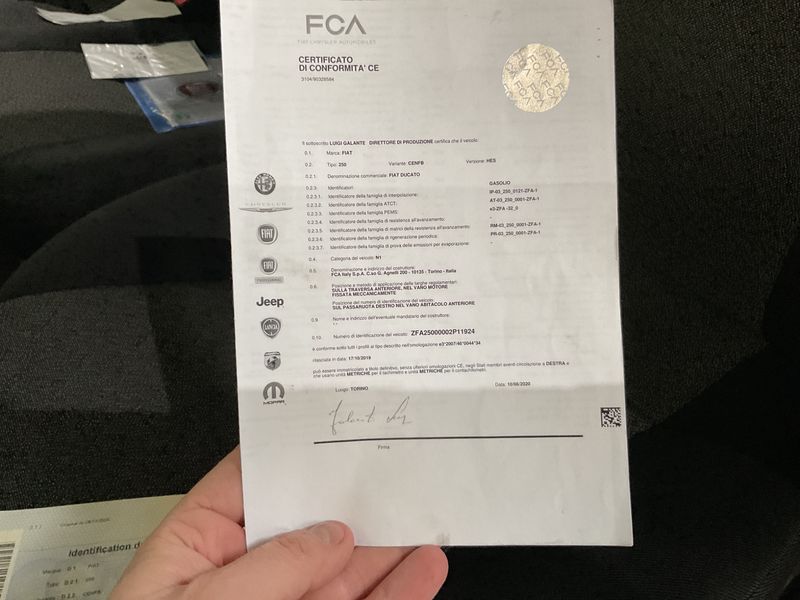 FCA
FIAT CHRYSLER AUTOMOBILES
CERTIFICATO
DI CONFORMITA' CE
3104/90328584
Il sottoscritto LUIGI GALANTE DIRETTORE DI PRODUZIONE certifica che il veicolo:
0.1. Marca: FIAT
0.2. Tipo: 250 Variante: CENFB Versione: HES
0.2.1. Denominazione commerciale: FIAT DUCATO
GASOLIO
0.2.3. Identificatori
0.2.3.1. Identificatore della famiglia di interpolazione: IP-03_250_0121-ZFA-1
0.2.3.2. Identificatore della famiglia ATCT: AT-03_250_0001-ZFA-1
0.2.3.3. Identificatore della famiglia PEMS: e3-ZFA -32_0
0.2.3.4. Identificatore della famiglia di resistenza all'avanzamento:
0.2.3.5. Identificatore della famiglia di matrici della resistenza all'avanzamento: RM-03_250_0001-ZFA-1
0.2.3.6. Identificatore della famiglia di rigenerazione periodica: PR-03_250_0001-ZFA-1
0.2.3.7. Identificatore della famiglia di prova delle emissioni per evaporazione:
0.4. Categoria del veicolo: N1
0.5. Denominazione e indirizzo del costruttore:
FCA Italy S.p.A. C.so G. Agnelli 200 - 10135 - Torino - Italia
0.6. Posizione e metodo di applicazione delle targhe regolamentari:
SULLA TRAVERSA ANTERIORE, NEL VANO MOTORE
FISSATA MECCANICAMENTE
Posizione del numero di identificazione del veicolo:
SUL PASSARUOTA DESTRO NEL VANO ABITACOLO ANTERIORE
0.9. Nome e indirizzo dell'eventuale mandatario del costruttore:
0.10. Numero di identificazione del veicolo: ZFA25000002P11924
e conforme sotto tutti i profili al tipo descritto nell'omologazione e3*2007/46*0044*34
rilasciata in data: 17/10/2019
può essere immatricolato a titolo definitivo, senza ulteriori omologazioni CE, negli Stati membri aventi circolazione a DESTRA e
che usano unità METRICHE per il tachimetro e unità METRICHE per il contachilometri.
Luogo: TORINO Data: 10/06/2020
Firma
CHRYSLER
FIAT
FIAT
PROFESSIONAL
Jeep
LANCIA
MOPAR
Identification d